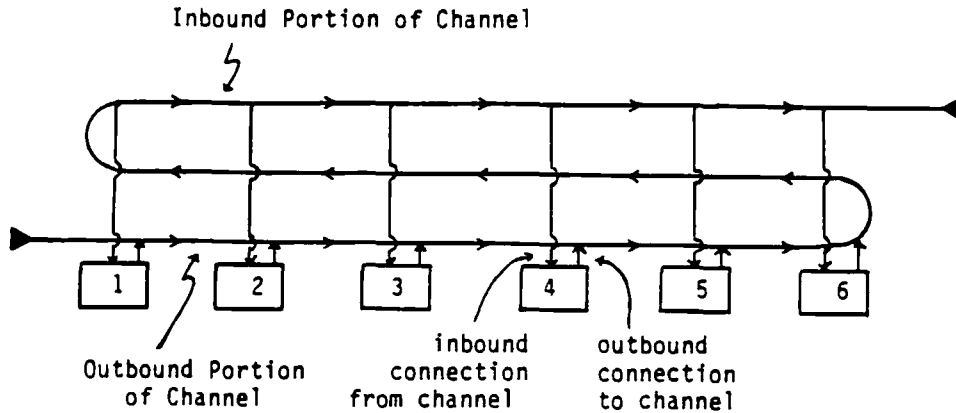 Inbound Portion of Channel
1
2
3
4
5
6
Outbound Portion
of Channel
inbound
connection
from channel
outbound
connection
to channel